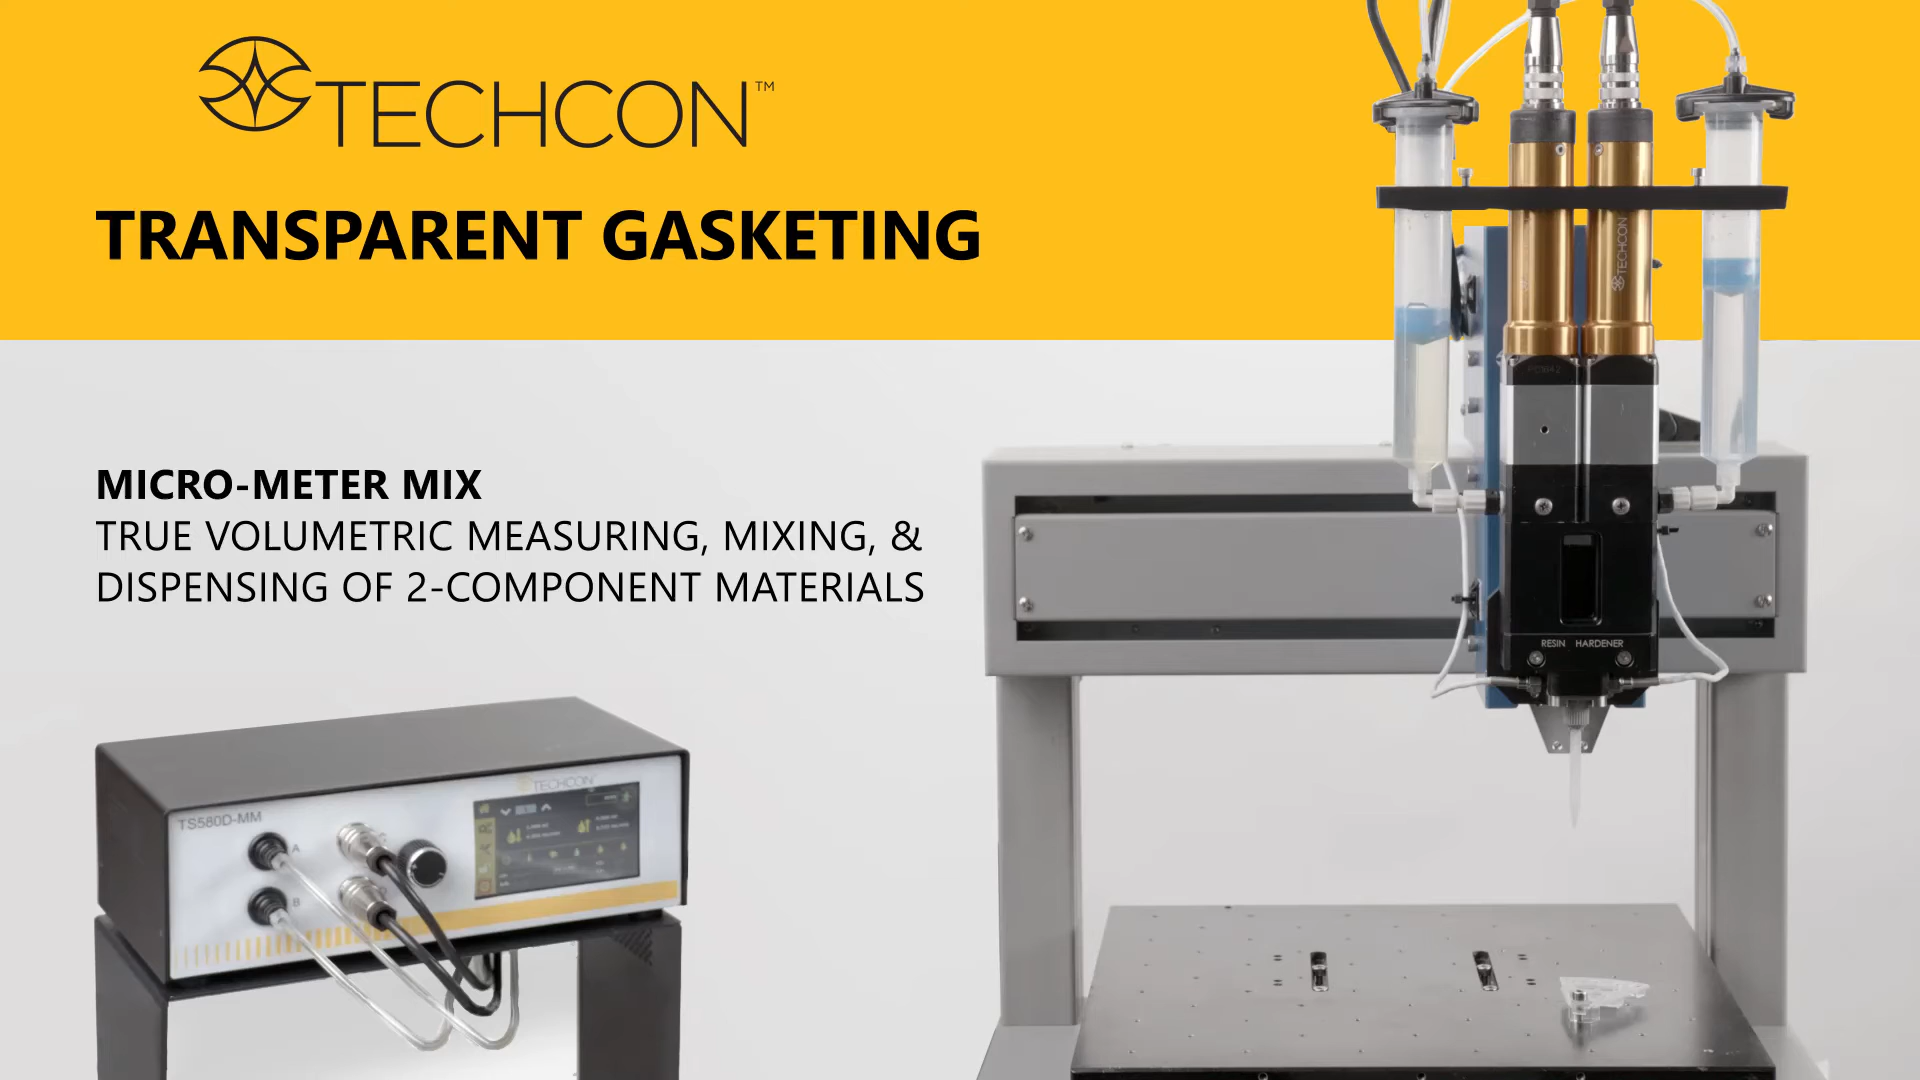 TECHCON™
TRANSPARENT GASKETING
TECHCON
MICRO-METER MIX
TRUE VOLUMETRIC MEASURING, MIXING, &
DISPENSING OF 2-COMPONENT MATERIALS
RESIN HARDENER
TECHCON
TS580D-MM
A
B